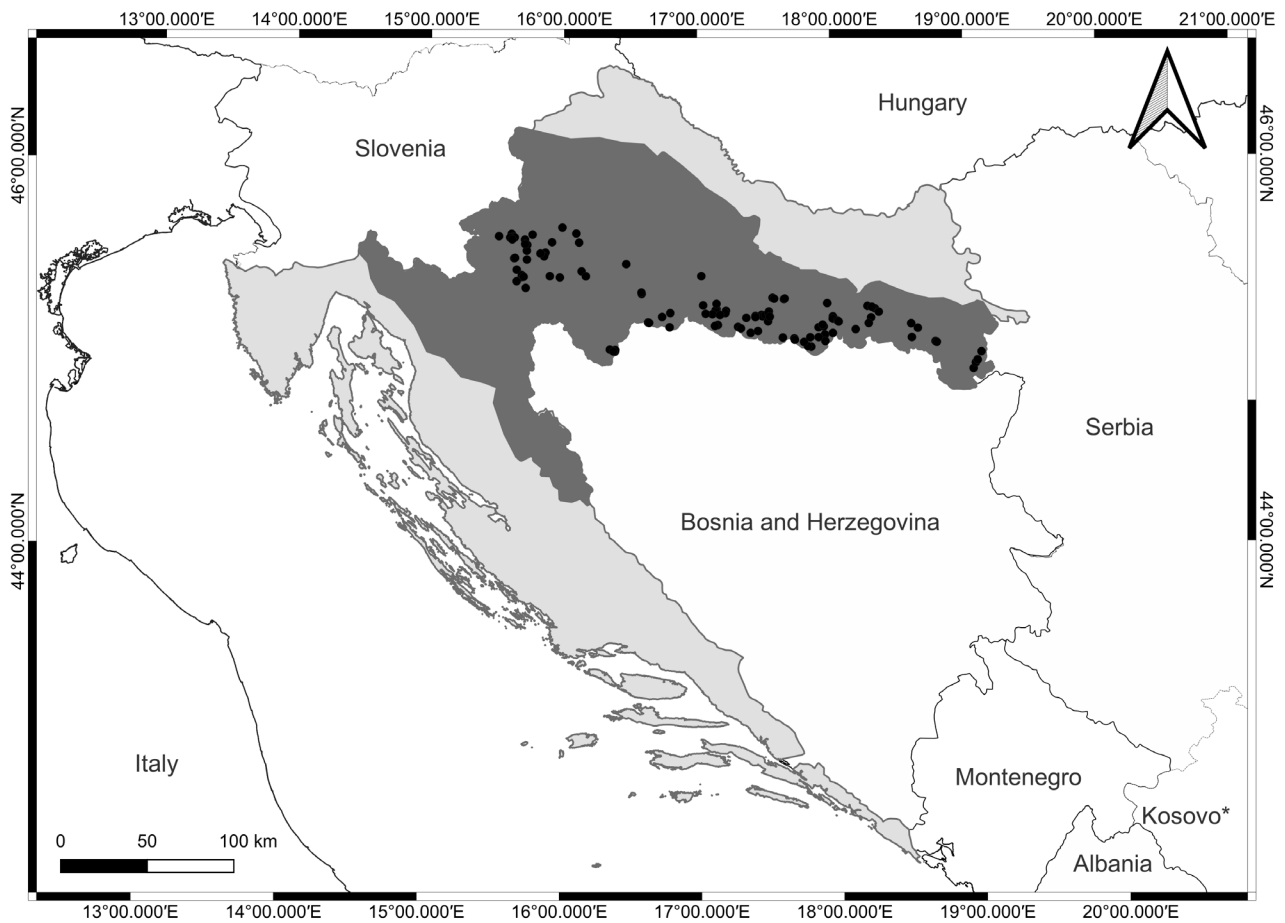 13°00.000'E 14°00.000'E 15°00.000'E 16°00.000'E 17°00.000'E 18°00.000'E 19°00.000'E 20°00.000'E 21°00.000'E
Hungary
46°00.000'N
46°00.000'N
Slovenia
Serbia
Bosnia and Herzegovina
44°00.000'N
44°00.000'N
Italy
Montenegro
Kosovo*
0 50 100 km
Albania
13°00.000'E 14°00.000'E 15°00.000'E 16°00.000'E 17°00.000'E 18°00.000'E 19°00.000'E 20°00.000'E